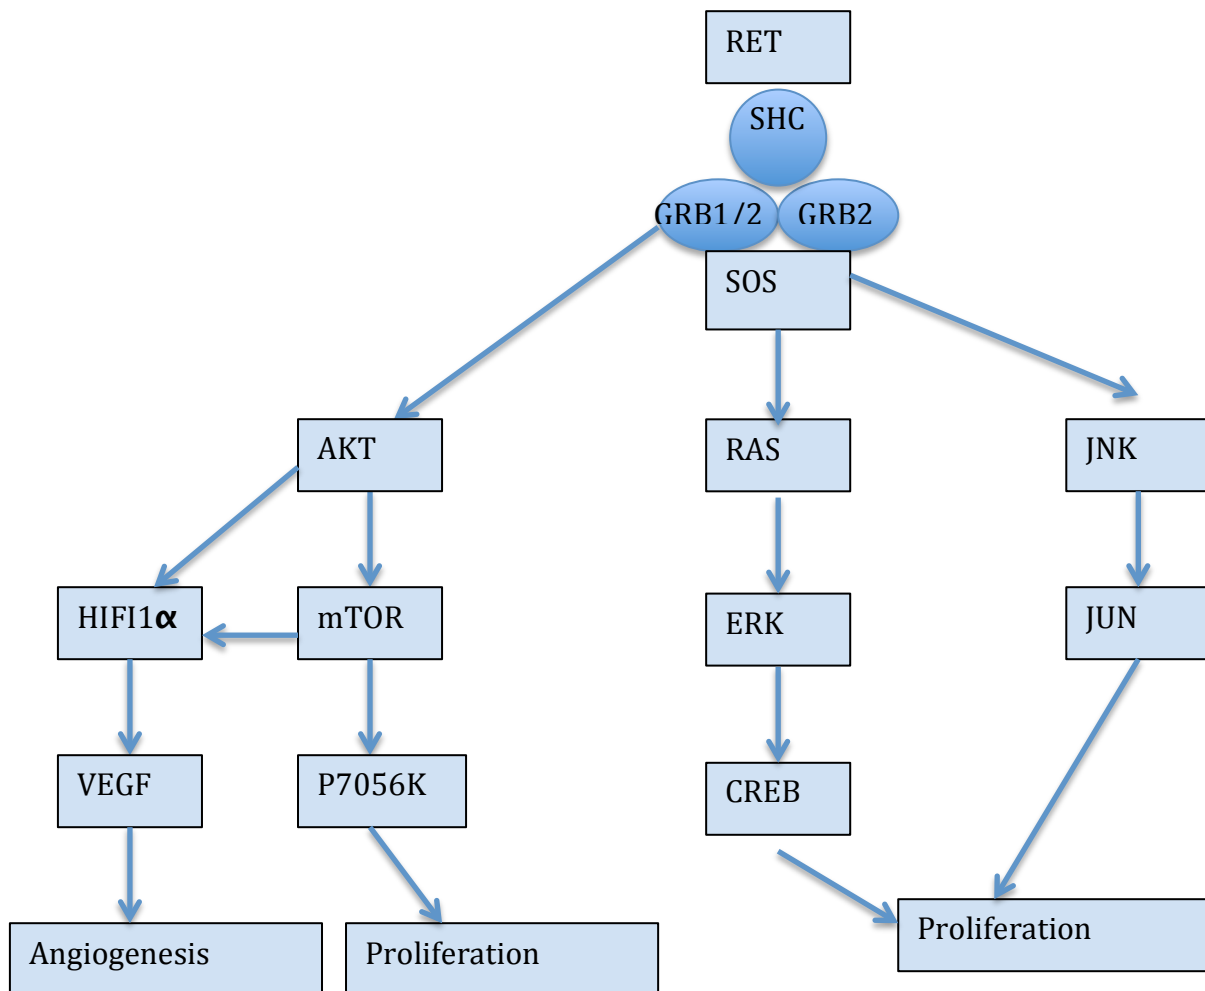 RET
SHC
GRB1/2
GRB2
SOS
AKT
RAS
JNK
HIFI1α
mTOR
ERK
JUN
VEGF
P7056K
CREB
Angiogenesis
Proliferation
Proliferation